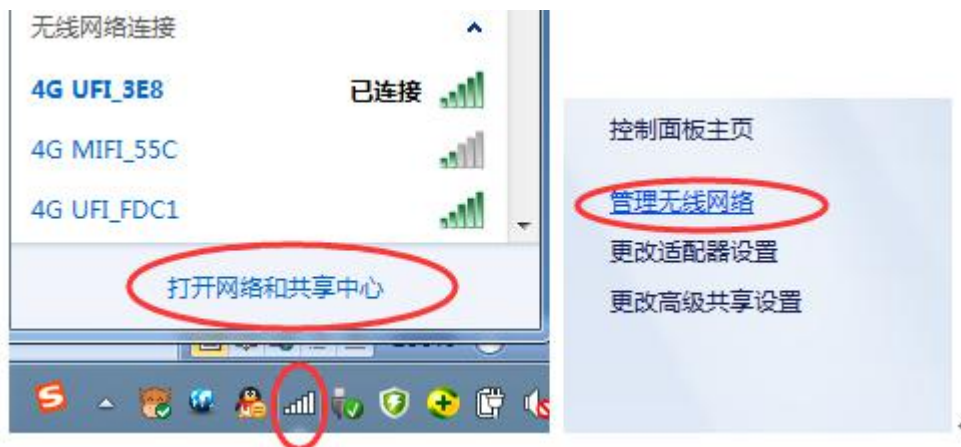 无线网络连接
4G UFI_3E8 已连接
4G MIFI_55C
4G UFI_FDC1
打开网络和共享中心
控制面板主页
管理无线网络
更改适配器设置
更改高级共享设置